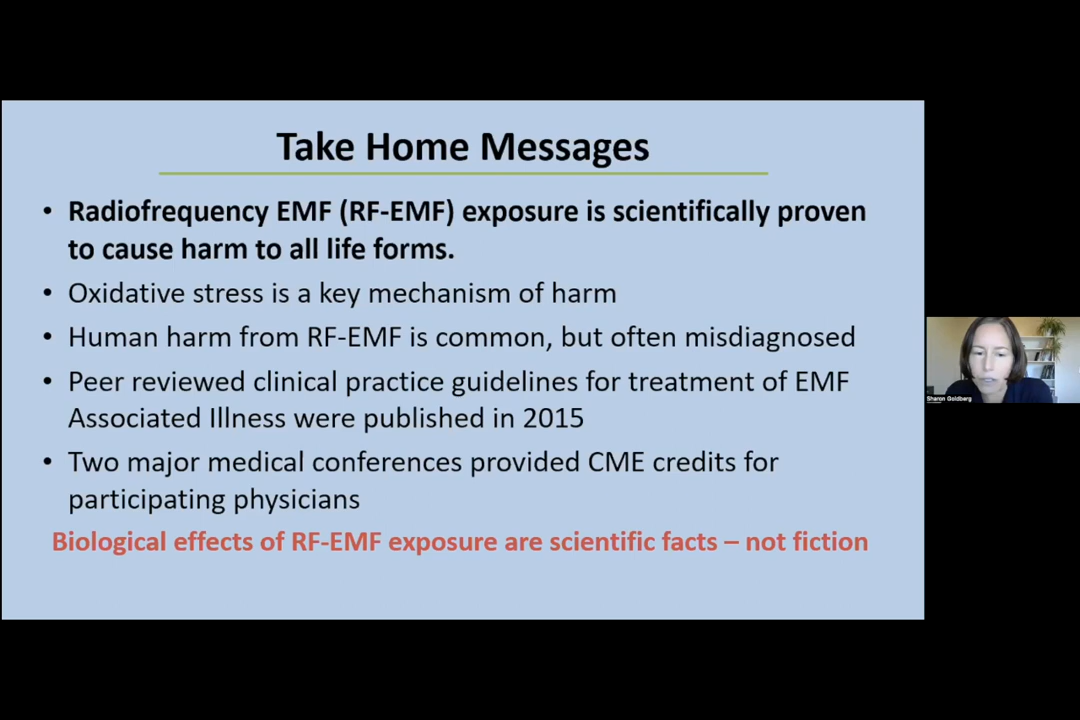 Take Home Messages
• Radiofrequency EMF (RF-EMF) exposure is scientifically proven
to cause harm to all life forms.
• Oxidative stress is a key mechanism of harm
• Human harm from RF-EMF is common, but often misdiagnosed
• Peer reviewed clinical practice guidelines for treatment of EMF
Associated Illness were published in 2015
• Two major medical conferences provided CME credits for
participating physicians
Biological effects of RF-EMF exposure are scientific facts – not fiction
Sharon Goldberg